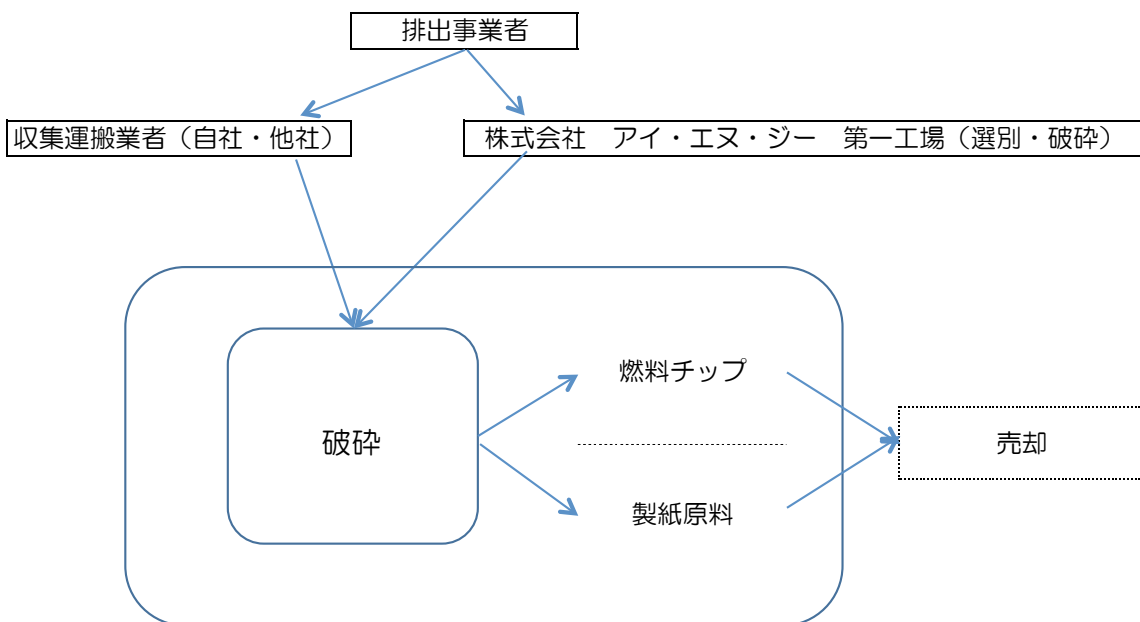 排出事業者
収集運搬業者（自社・他社）
株式会社　アイ・エヌ・ジー　第一工場（選別・破砕）
燃料チップ
破砕
売却
製紙原料